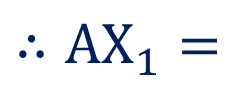 ∴ AX₁ =